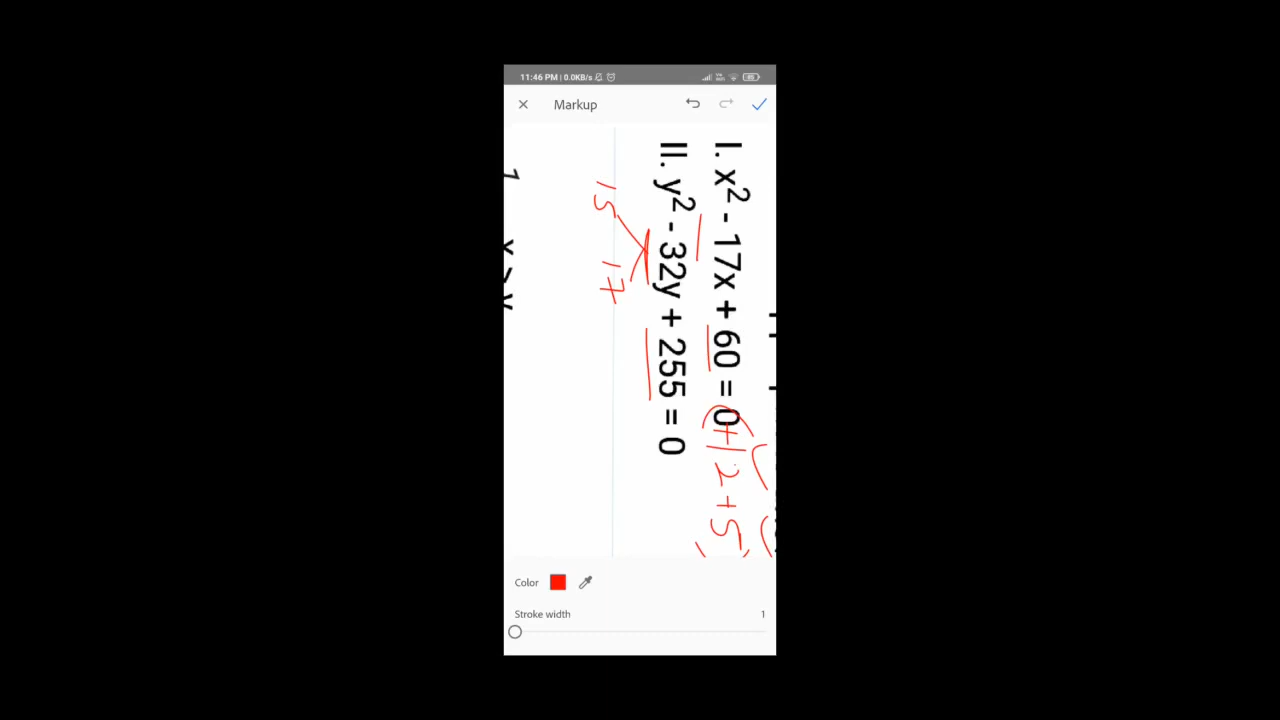 11:46 PM | 0.0KB/s
Markup
I. x² - 17x + 60 = 0
(+12+5)
II. y² - 32y + 255 = 0
15 17
Color
Stroke width 1